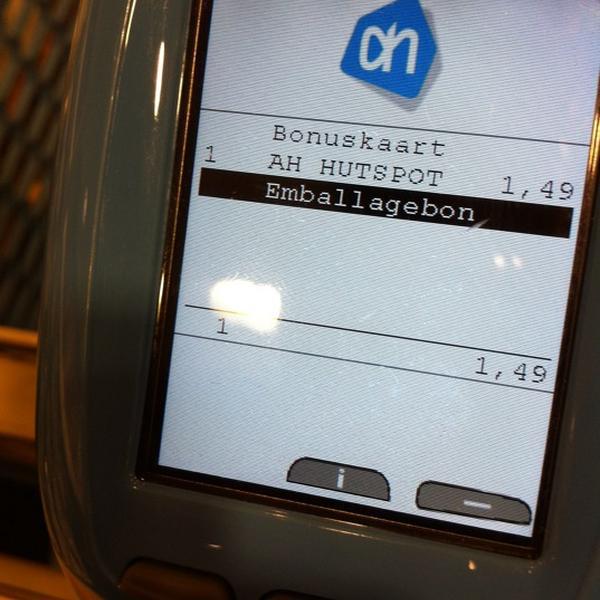 ah
Bonuskaart
1 AH HUTSPOT 1,49
Emballagebon
1
1,49
i